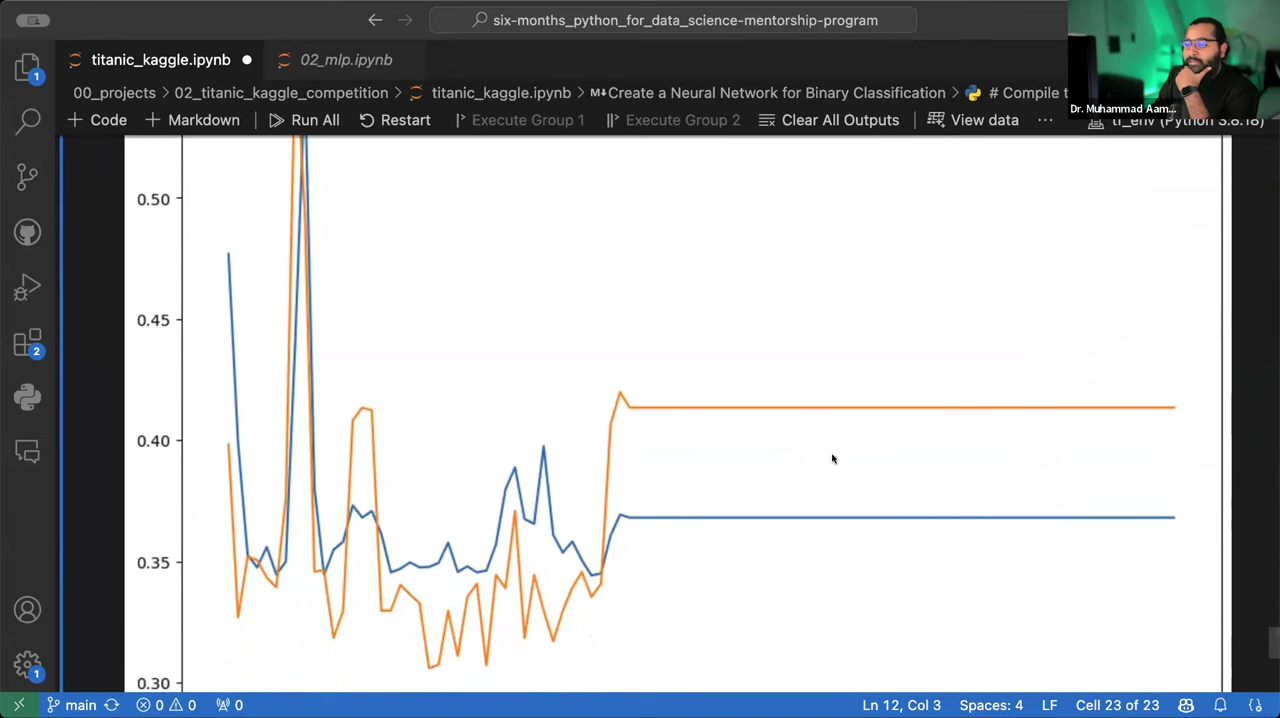 six-months_python_for_data_science-mentorship-program
titanic_kaggle.ipynb
02_mlp.ipynb
1
00_projects > 02_titanic_kaggle_competition > titanic_kaggle.ipynb > M↓Create a Neural Network for Binary Classification > # Compile
Dr. Muhammad Aam...
+ Code + Markdown Run All Restart Execute Group 1 Execute Group 2 Clear All Outputs View data ... tf_env (Python 3.8.18)
0.50
0.45
2
0.40
0.35
0.30
1
main 0 0 0 Ln 12, Col 3 Spaces: 4 LF Cell 23 of 23